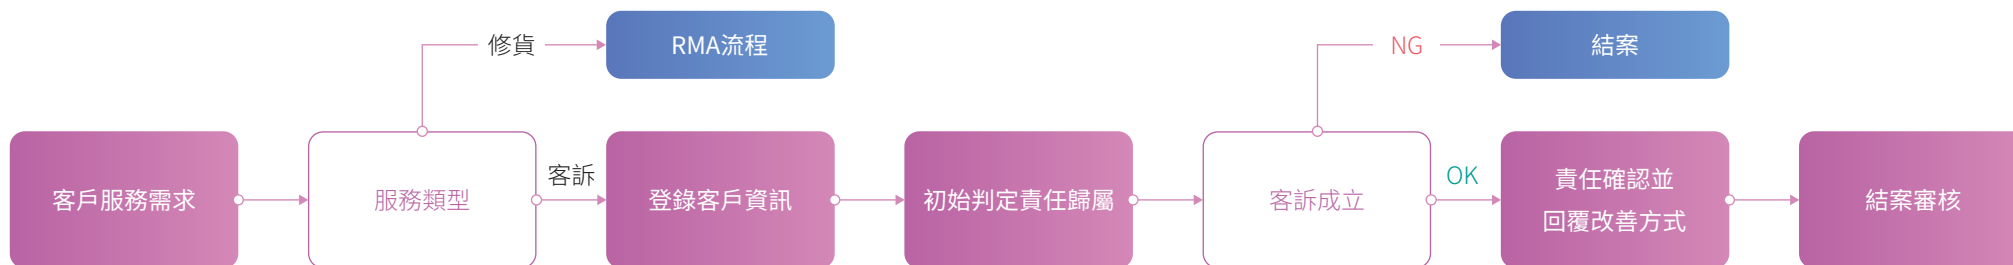 修貨
RMA流程
NG
結案
客戶服務需求
服務類型
客訴
登錄客戶資訊
初始判定責任歸屬
客訴成立
OK
責任確認並
回覆改善方式
結案審核